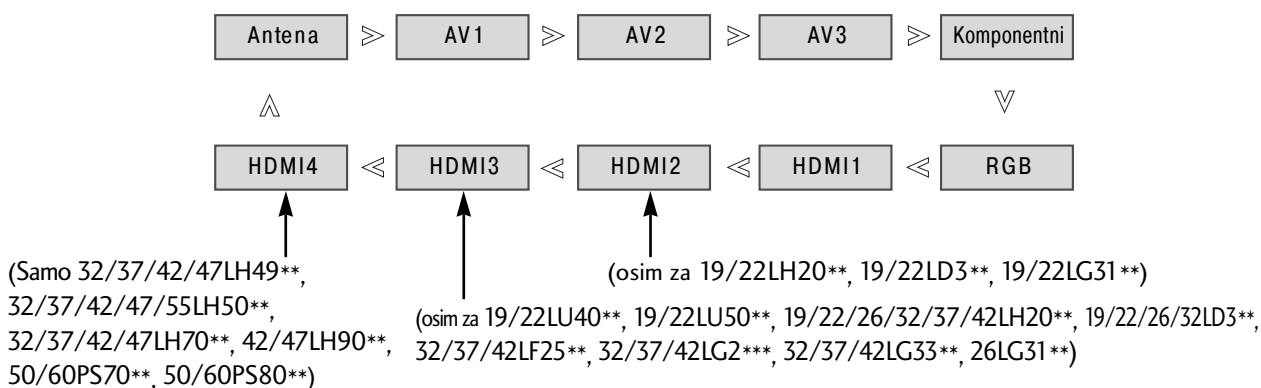 Antena AV1 AV2 AV3 Komponentni
HDMI4 HDMI3 HDMI2 HDMI1 RGB
(Samo 32/37/42/47LH49**,
32/37/42/47/55LH50**,
32/37/42/47LH70**, 42/47LH90**,
50/60PS70**, 50/60PS80**)
(osim za 19/22LH20**, 19/22LD3**, 19/22LG31**)
(osim za 19/22LU40**, 19/22LU50**, 19/22/26/32/37/42LH20**, 19/22/26/32LD3**,
32/37/42LF25**, 32/37/42LG2***, 32/37/42LG33**, 26LG31**)